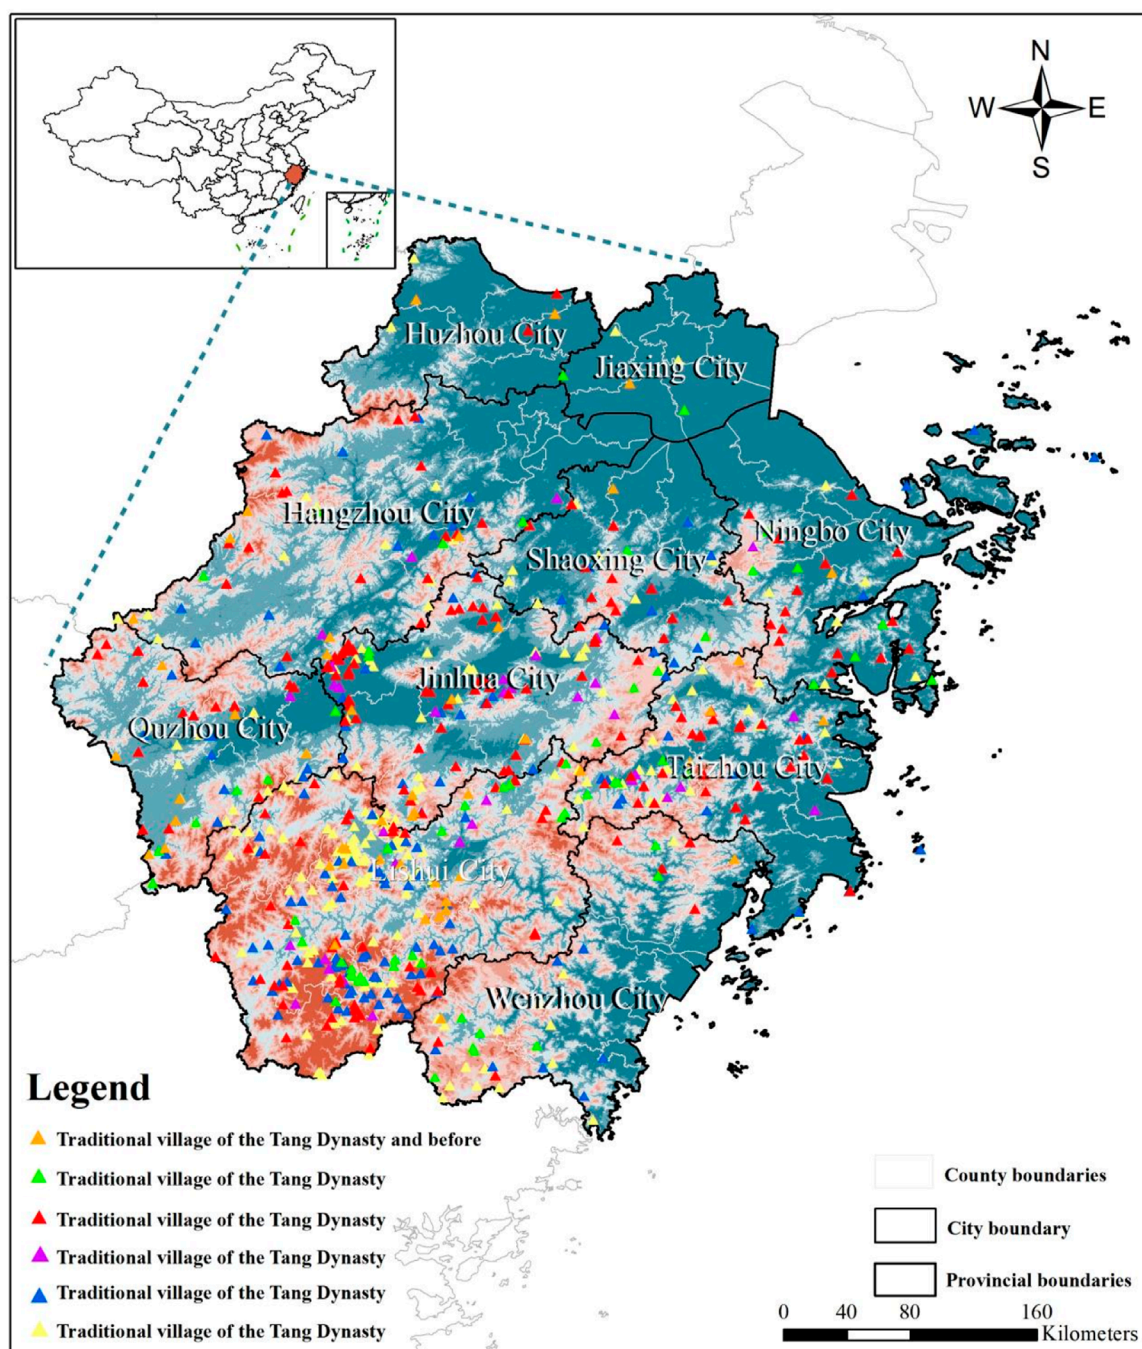 N
W E
S
Huzhou City
Jiaxing City
Hangzhou City
Ningbo City
Shaoxing City
Jinhua City
Quzhou City
Taizhou City
Lishui City
Wenzhou City
Legend
Traditional village of the Tang Dynasty and before
Traditional village of the Tang Dynasty
Traditional village of the Tang Dynasty
Traditional village of the Tang Dynasty
Traditional village of the Tang Dynasty
Traditional village of the Tang Dynasty
County boundaries
City boundary
Provincial boundaries
0 40 80 160
Kilometers